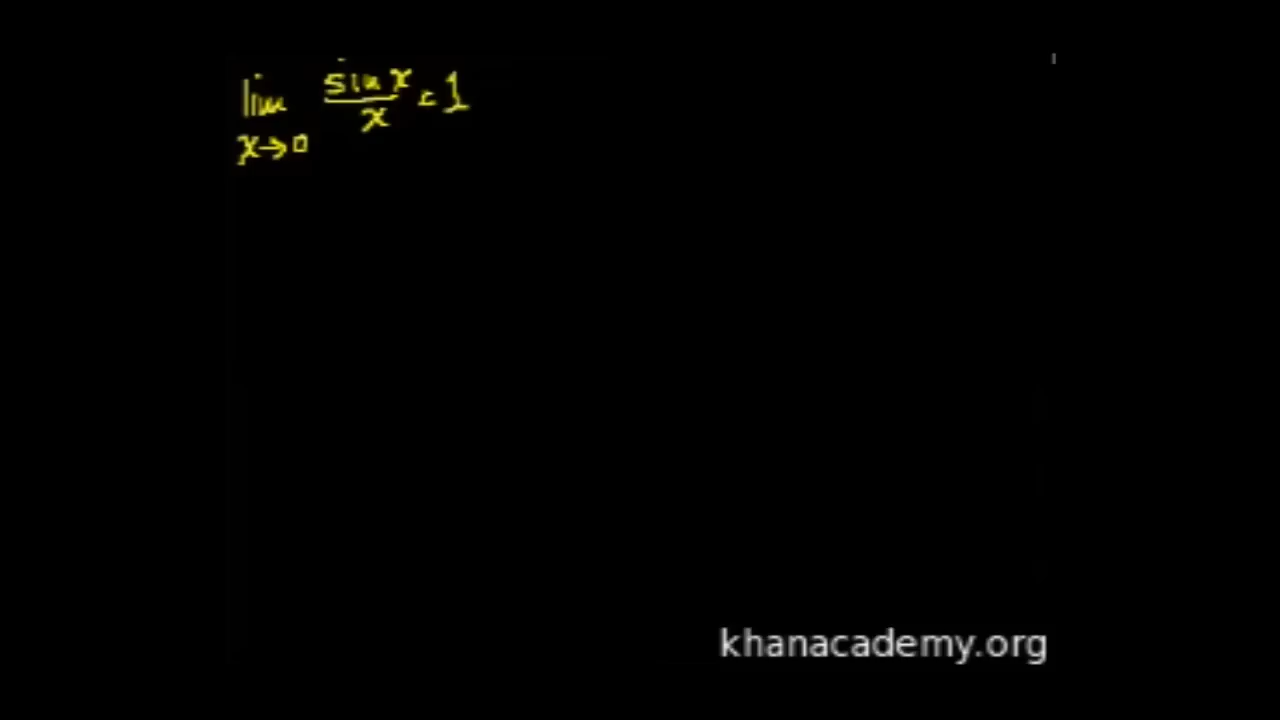 lim sin x / x = 1
x→0
khanacademy.org